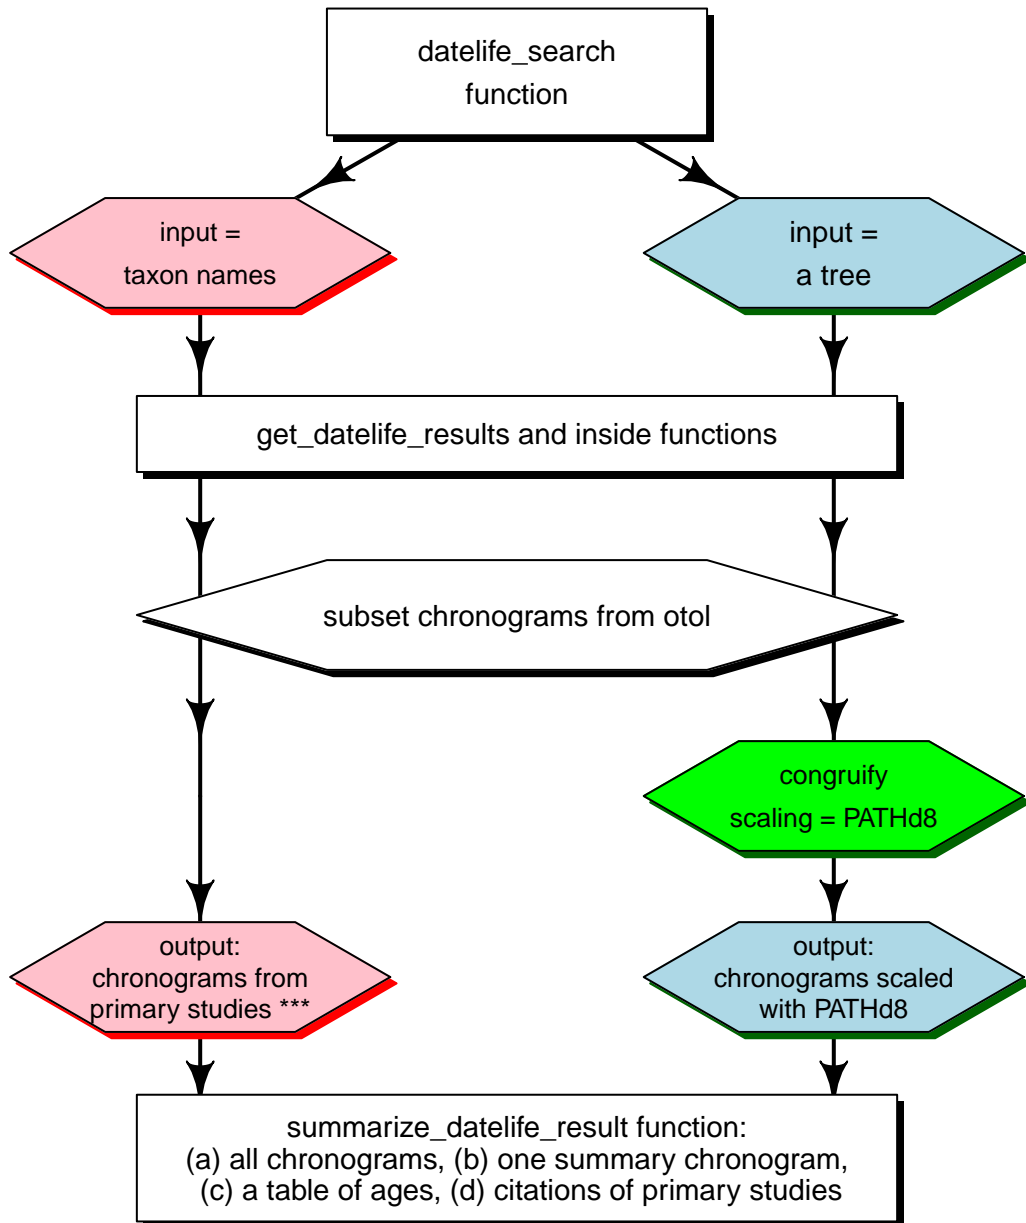 datelife_search
function
input =
taxon names
input =
a tree
get_datelife_results and inside functions
subset chronograms from otol
congruify
scaling = PATHd8
output:
chronograms from
primary studies ***
output:
chronograms scaled
with PATHd8
summarize_datelife_result function:
(a) all chronograms, (b) one summary chronogram,
(c) a table of ages, (d) citations of primary studies